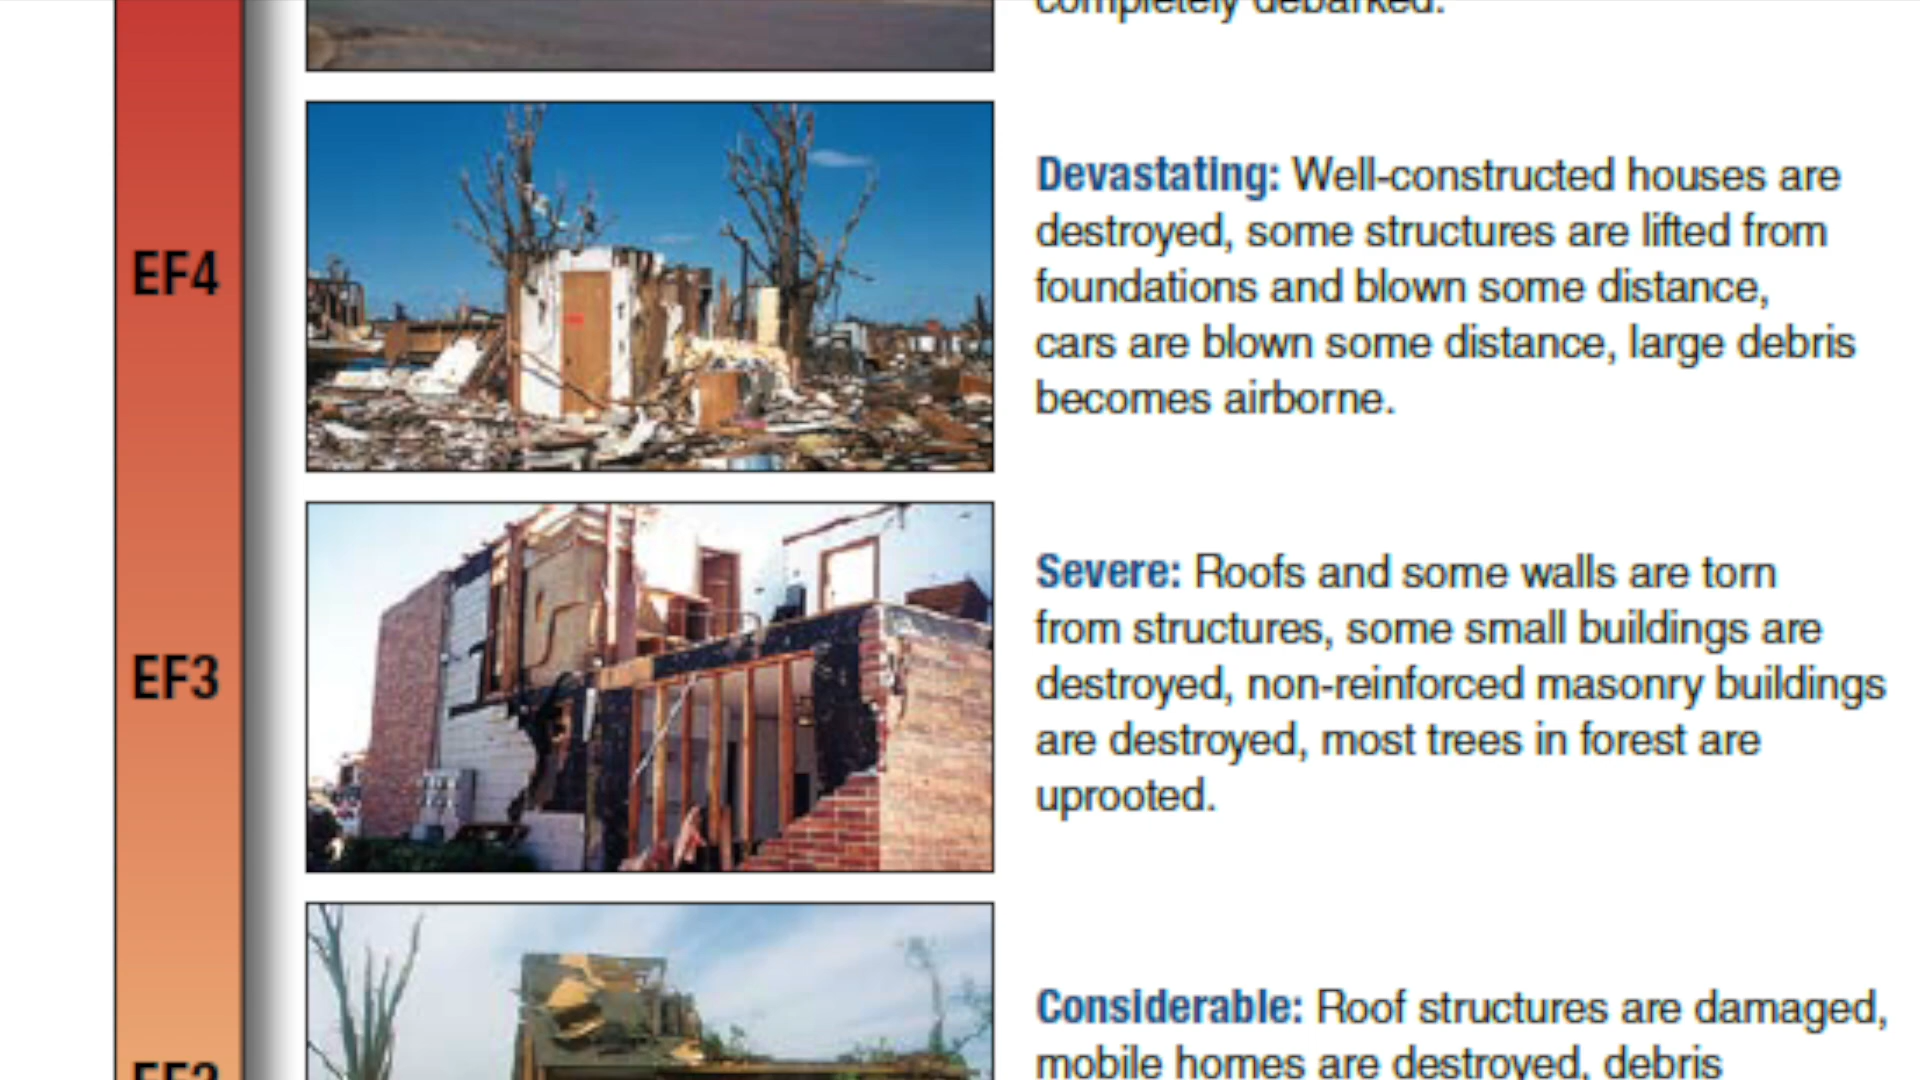 completely debarked.
EF4
Devastating: Well-constructed houses are
destroyed, some structures are lifted from
foundations and blown some distance,
cars are blown some distance, large debris
becomes airborne.
EF3
Severe: Roofs and some walls are torn
from structures, some small buildings are
destroyed, non-reinforced masonry buildings
are destroyed, most trees in forest are
uprooted.
EF2
Considerable: Roof structures are damaged,
mobile homes are destroyed, debris